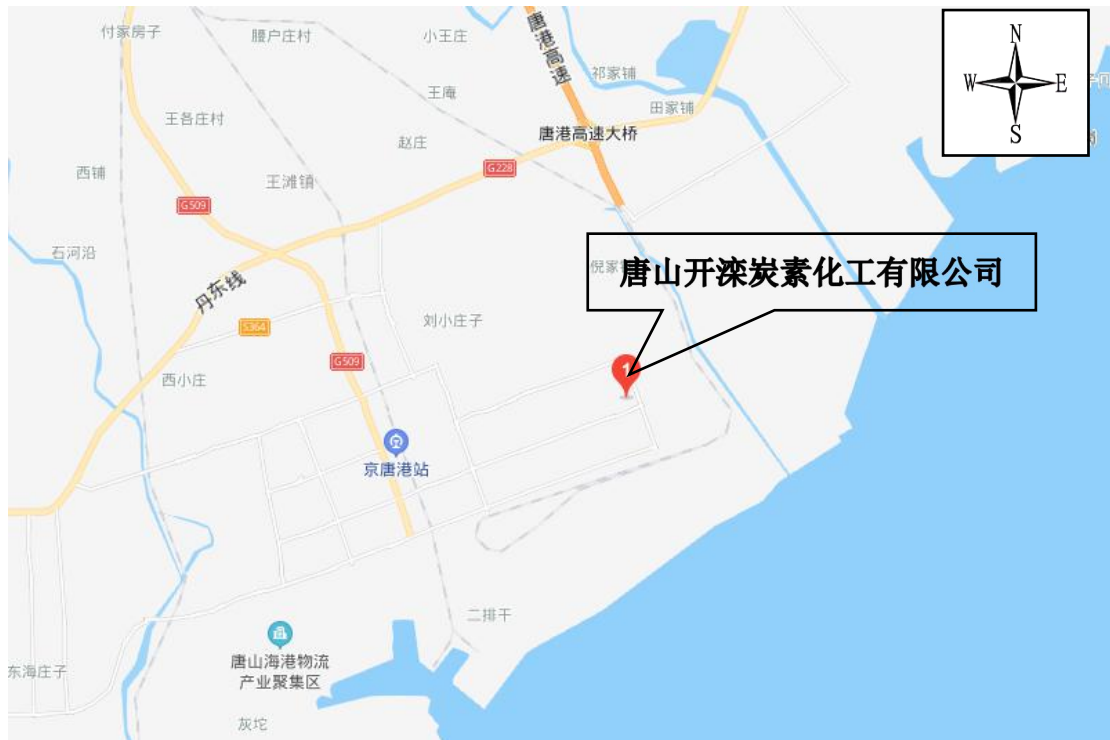 付家房子
腰户庄村
小王庄
唐港高速
祁家铺
N
W
E
S
王庵
田家铺
王各庄村
赵庄
唐港高速大桥
西铺
王滩镇
G228
G509
石河沿
倪家
唐山开滦炭素化工有限公司
丹东线
S364
刘小庄子
G509
1
西小庄
京唐港站
二排干
唐山海港物流
产业聚集区
东海庄子
灰坨